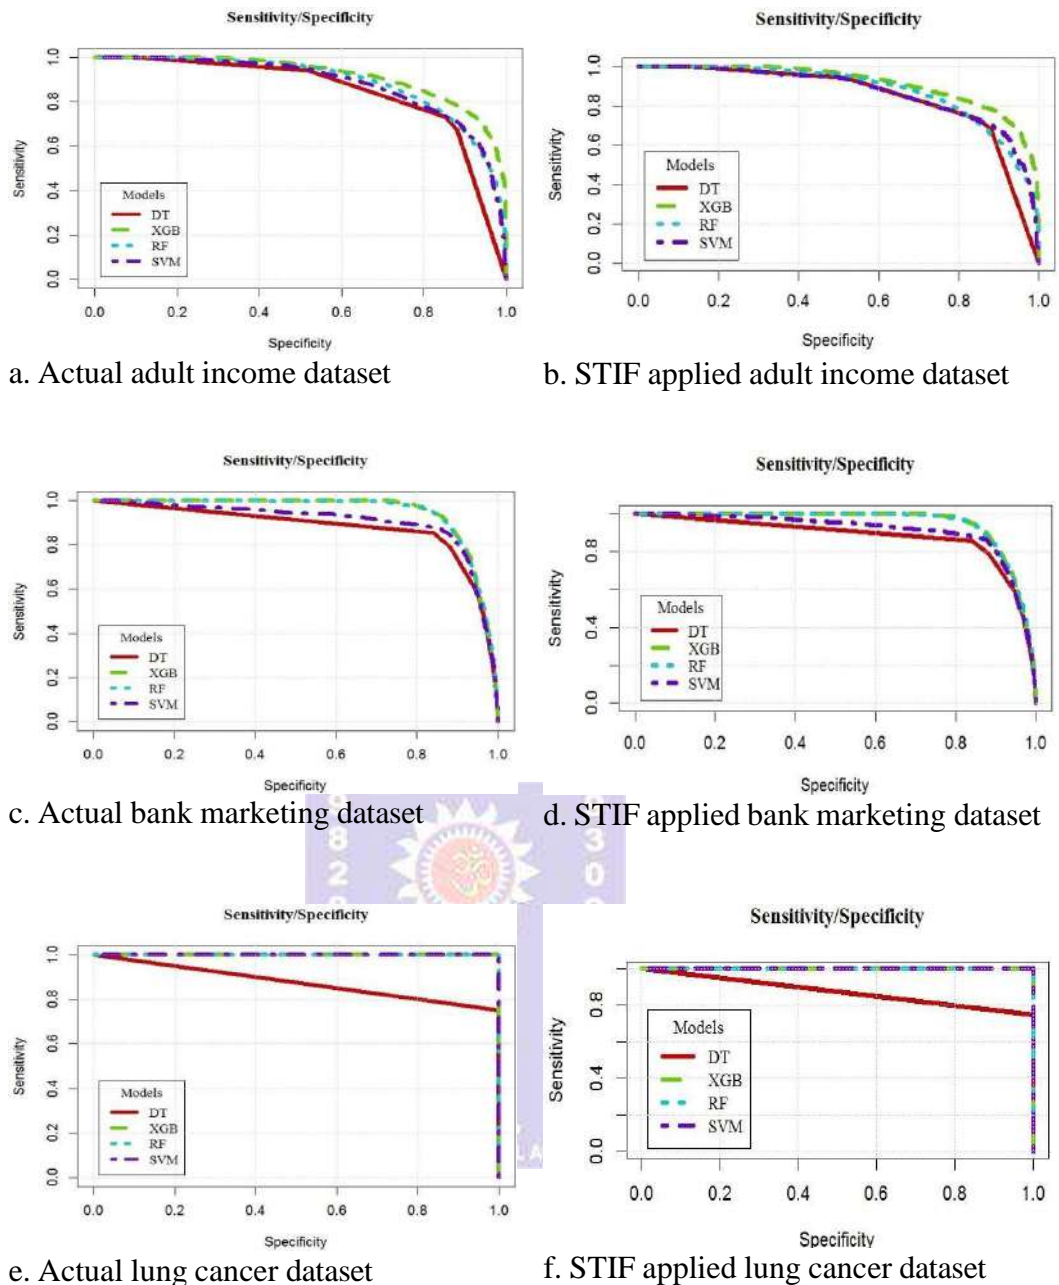 Sensitivity/Specificity
Sensitivity
0.0 0.2 0.4 0.6 0.8 1.0
Models
DT
XGB
RF
SVM
0.0 0.2 0.4 0.6 0.8 1.0
Specificity
a. Actual adult income dataset
Sensitivity/Specificity
Sensitivity
0.0 0.2 0.4 0.6 0.8 1.0
Models
DT
XGB
RF
SVM
0.0 0.2 0.4 0.6 0.8 1.0
Specificity
b. STIF applied adult income dataset
Sensitivity/Specificity
Sensitivity
0.0 0.2 0.4 0.6 0.8 1.0
Models
DT
XGB
RF
SVM
0.0 0.2 0.4 0.6 0.8 1.0
Specificity
c. Actual bank marketing dataset
Sensitivity/Specificity
Sensitivity
0.0 0.4 0.8
Models
DT
XGB
RF
SVM
0.0 0.2 0.4 0.6 0.8 1.0
Specificity
d. STIF applied bank marketing dataset
Sensitivity/Specificity
Sensitivity
0.0 0.2 0.4 0.6 0.8 1.0
Models
DT
XGB
RF
SVM
0.0 0.2 0.4 0.6 0.8 1.0
Specificity
e. Actual lung cancer dataset
Sensitivity/Specificity
Sensitivity
0.0 0.4 0.8
Models
DT
XGB
RF
SVM
0.0 0.2 0.4 0.6 0.8 1.0
Specificity
f. STIF applied lung cancer dataset